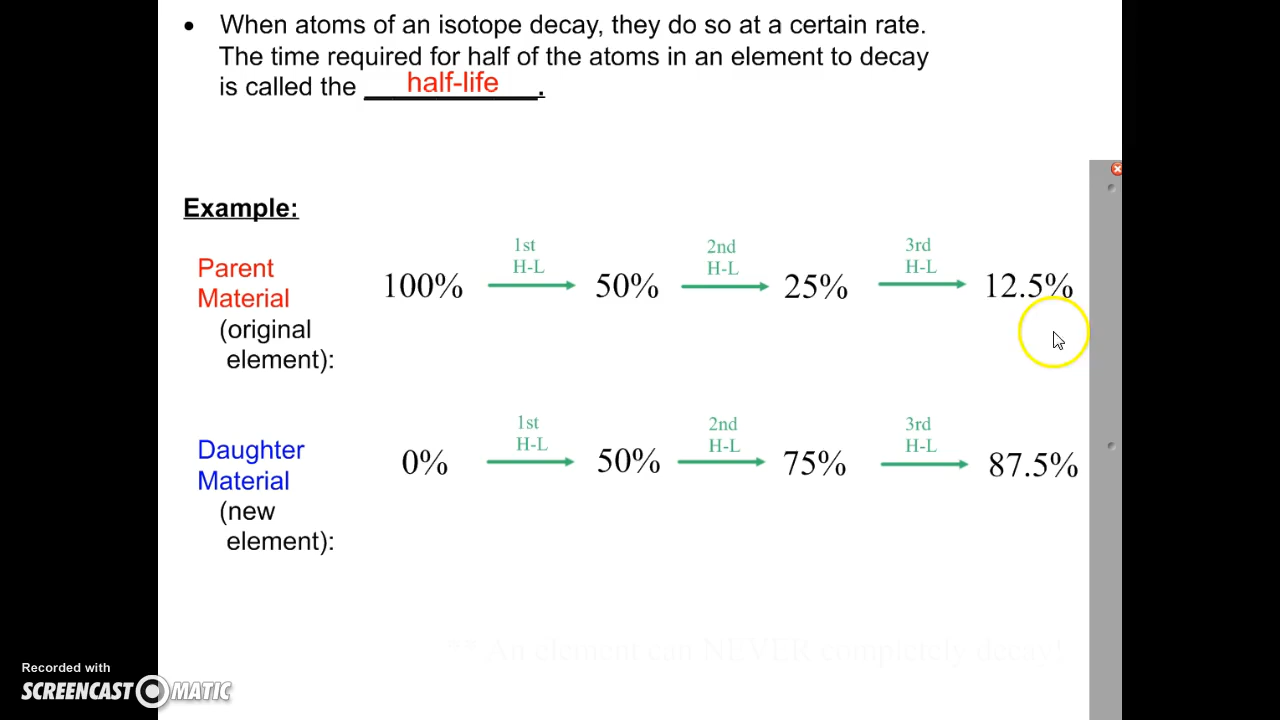 • When atoms of an isotope decay, they do so at a certain rate.
The time required for half of the atoms in an element to decay
is called the half-life.
Example:
1st 2nd 3rd
H-L H-L H-L
Parent
Material
(original
element):
100% 50% 25% 12.5%
1st 2nd 3rd
H-L H-L H-L
Daughter
Material
(new
element):
0% 50% 75% 87.5%
** An element can NEVER completely decay!
Recorded with
SCREENCAST MATIC